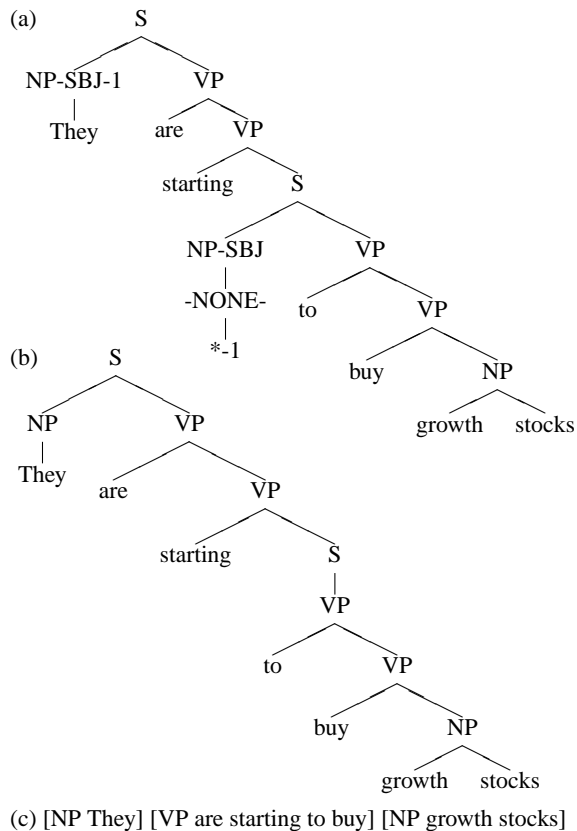 (a) S
NP-SBJ-1 VP
They are VP
starting S
NP-SBJ VP
-NONE- to VP
*-1 buy NP
growth stocks
(b) S
NP VP
They are VP
starting S
VP
to VP
buy NP
growth stocks
(c) [NP They] [VP are starting to buy] [NP growth stocks]